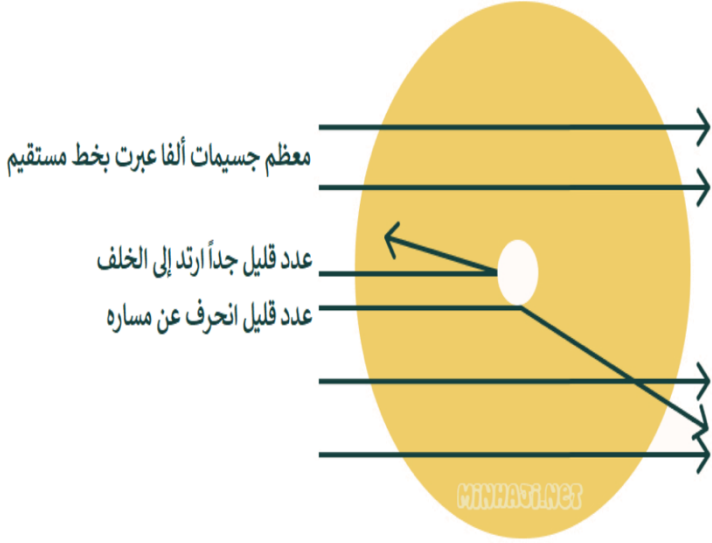 معظم جسيمات ألفا عبرت بخط مستقيم
عدد قليل جداً ارتد إلى الخلف
عدد قليل انحرف عن مساره
MiNHAJi.NET